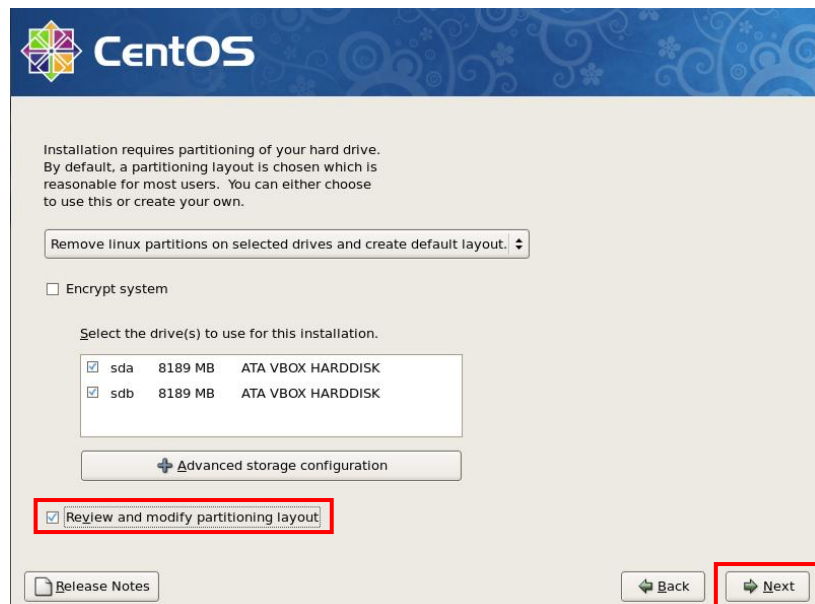 CentOS
Installation requires partitioning of your hard drive.
By default, a partitioning layout is chosen which is
reasonable for most users. You can either choose
to use this or create your own.
Remove linux partitions on selected drives and create default layout.
Encrypt system
Select the drive(s) to use for this installation.
sda 8189 MB ATA VBOX HARDDISK
sdb 8189 MB ATA VBOX HARDDISK
Advanced storage configuration
Review and modify partitioning layout
Release Notes Back Next